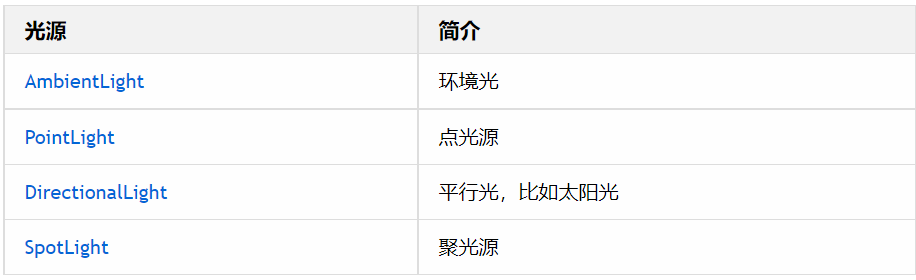 光源 简介
AmbientLight 环境光
PointLight 点光源
DirectionalLight 平行光，比如太阳光
SpotLight 聚光源